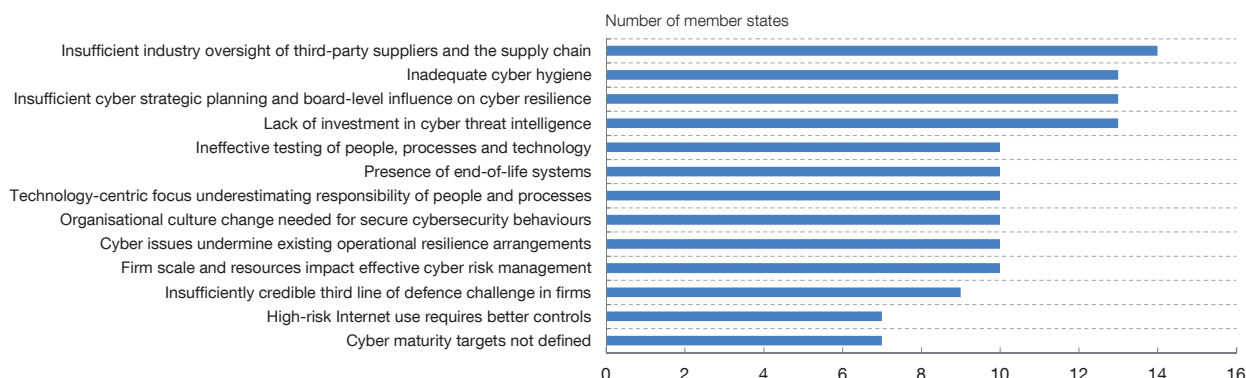 Number of member states
Insufficient industry oversight of third-party suppliers and the supply chain
Inadequate cyber hygiene
Insufficient cyber strategic planning and board-level influence on cyber resilience
Lack of investment in cyber threat intelligence
Ineffective testing of people, processes and technology
Presence of end-of-life systems
Technology-centric focus underestimating responsibility of people and processes
Organisational culture change needed for secure cybersecurity behaviours
Cyber issues undermine existing operational resilience arrangements
Firm scale and resources impact effective cyber risk management
Insufficiently credible third line of defence challenge in firms
High-risk Internet use requires better controls
Cyber maturity targets not defined
0 2 4 6 8 10 12 14 16